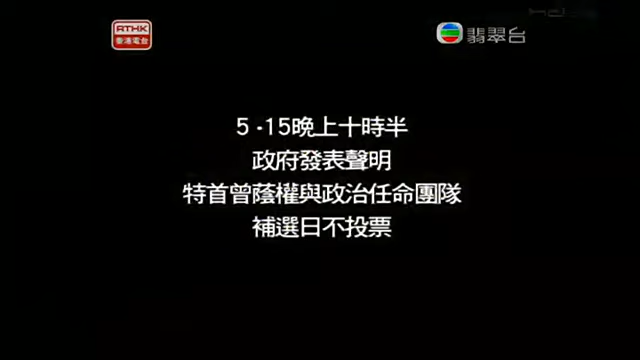 RTHK
香港電台
翡翠台
5 -15晚上十時半
政府發表聲明
特首曾蔭權與政治任命團隊
補選日不投票